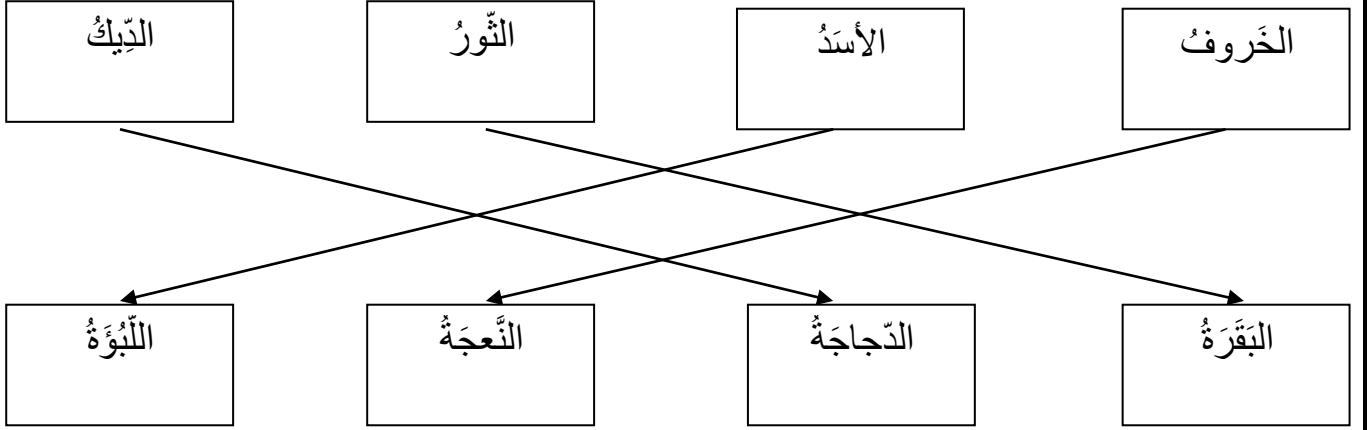 الخَروفُ
الأسَدُ
الثّورُ
الدِّيكُ
البَقَرَةُ
الدّجاجَةُ
النَّعجَةُ
اللّبُؤَةُ